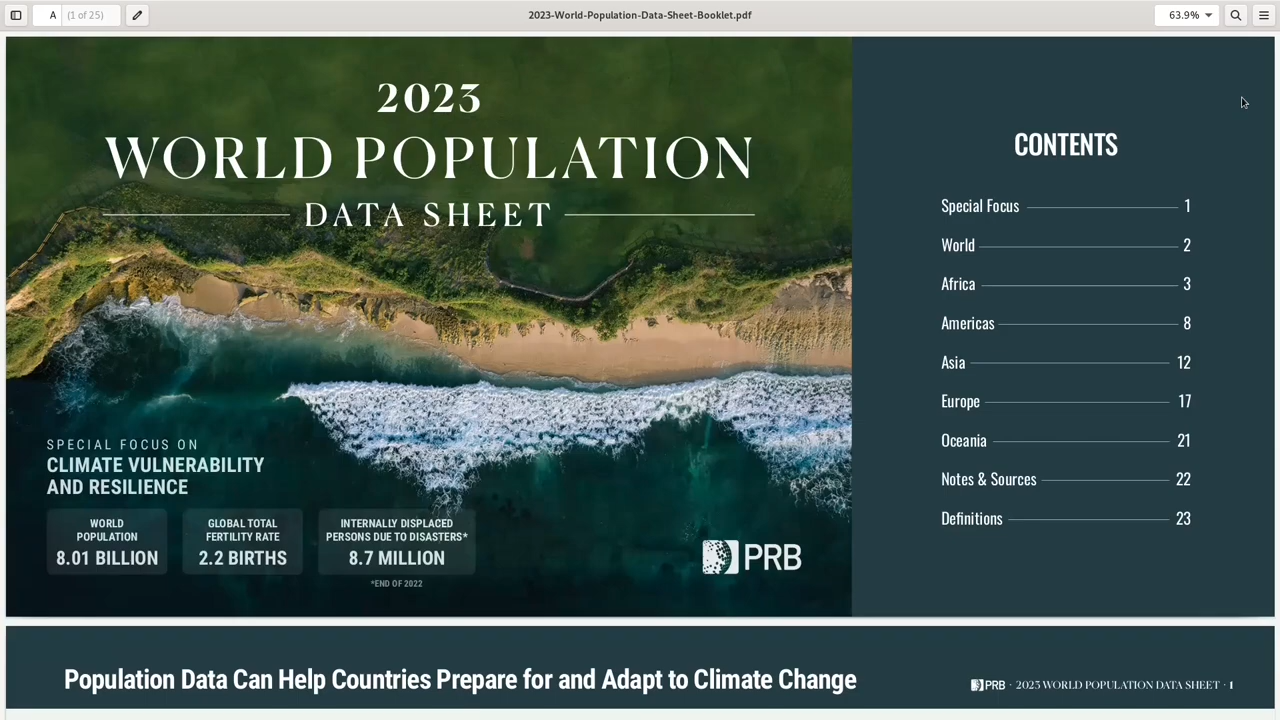 A
(1 of 25)
2023-World-Population-Data-Sheet-Booklet.pdf
63.9%
2023
WORLD POPULATION
DATA SHEET
SPECIAL FOCUS ON
CLIMATE VULNERABILITY
AND RESILIENCE
WORLD
POPULATION
8.01 BILLION
GLOBAL TOTAL
FERTILITY RATE
2.2 BIRTHS
INTERNALLY DISPLACED
PERSONS DUE TO DISASTERS*
8.7 MILLION
*END OF 2022
PRB
CONTENTS
Special Focus 1
World 2
Africa 3
Americas 8
Asia 12
Europe 17
Oceania 21
Notes & Sources 22
Definitions 23
Population Data Can Help Countries Prepare for and Adapt to Climate Change
PRB · 2023 WORLD POPULATION DATA SHEET · 1